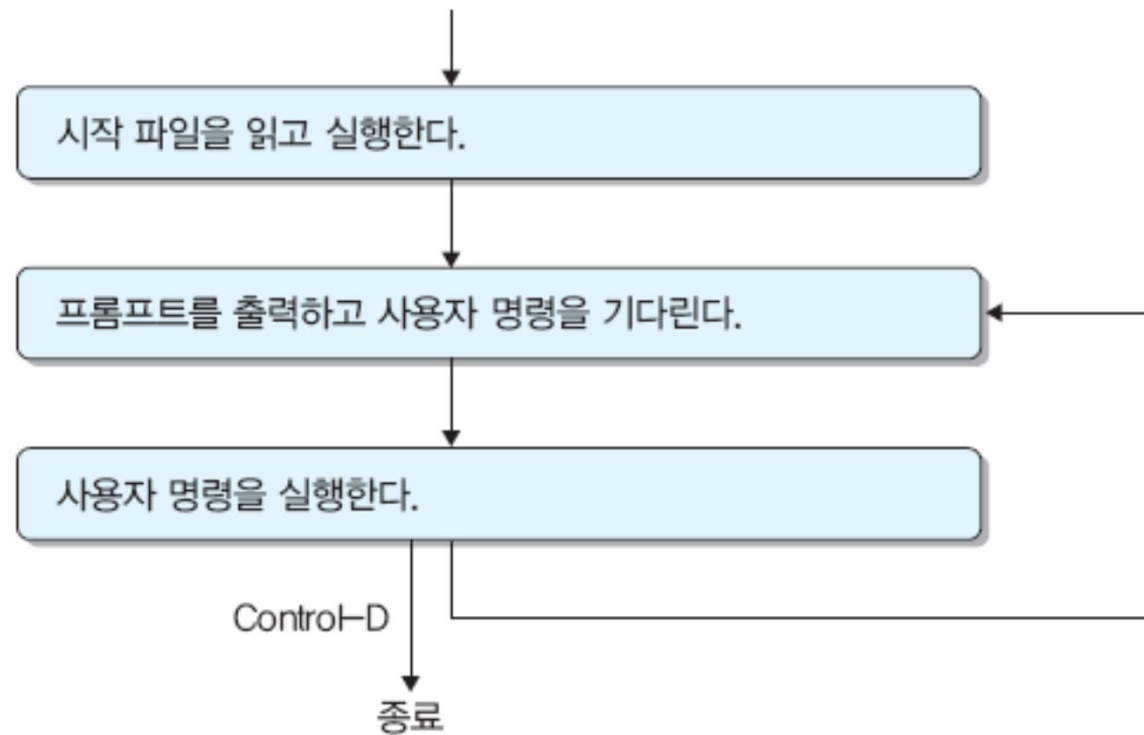 시작 파일을 읽고 실행한다.
프롬프트를 출력하고 사용자 명령을 기다린다.
사용자 명령을 실행한다.
Control-D
종료